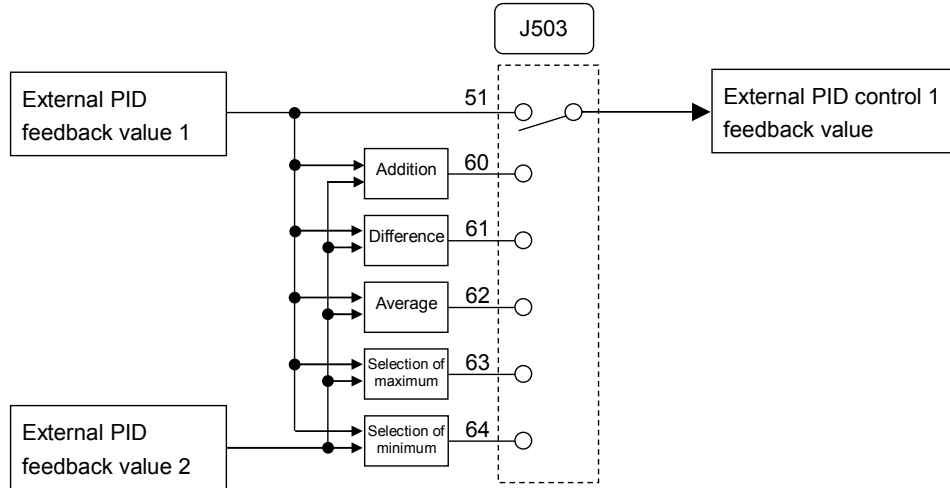 J503
External PID
feedback value 1
51
External PID control 1
feedback value
Addition
60
Difference
61
Average
62
Selection of
maximum
63
External PID
feedback value 2
Selection of
minimum
64